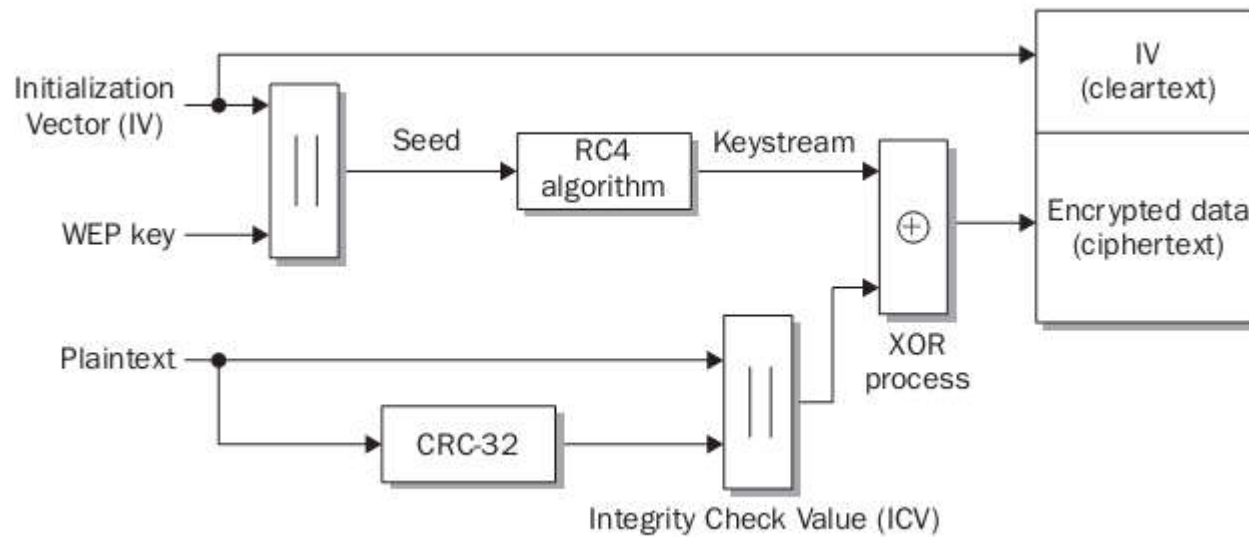 Initialization
Vector (IV)
WEP key
Seed
RC4
algorithm
Keystream
IV
(cleartext)
Encrypted data
(ciphertext)
XOR
process
Plaintext
CRC-32
Integrity Check Value (ICV)